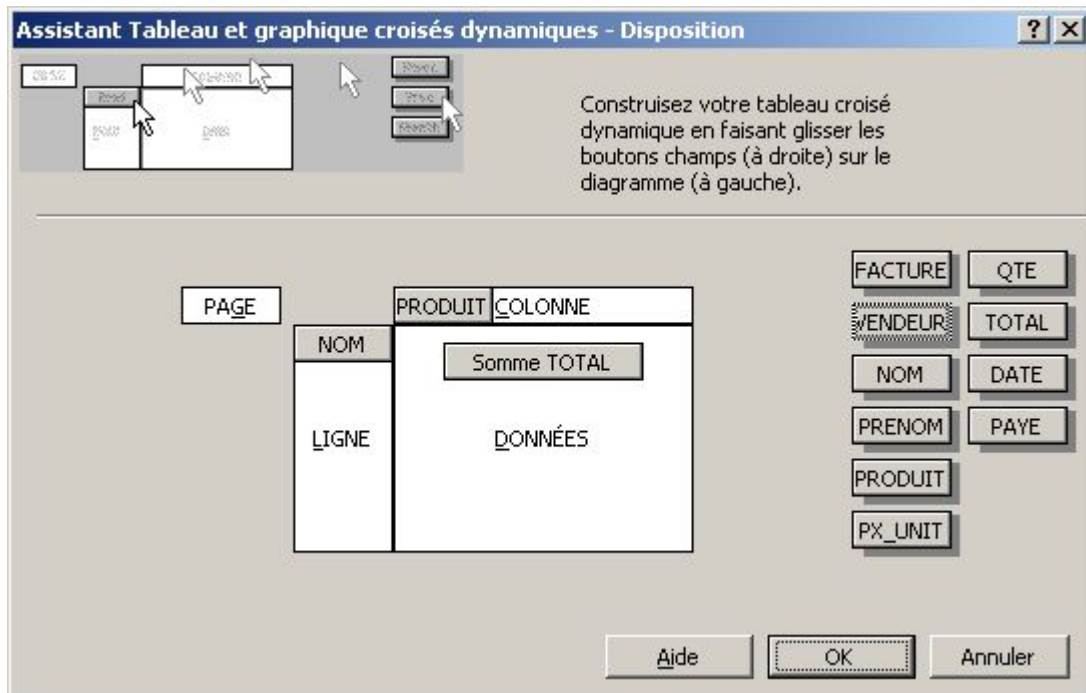 Assistant Tableau et graphique croisés dynamiques - Disposition
Construisez votre tableau croisé
dynamique en faisant glisser les
boutons champs (à droite) sur le
diagramme (à gauche).
PAGE
PRODUIT COLONNE
NOM
Somme TOTAL
LIGNE
DONNÉES
FACTURE
QTE
VENDEUR
TOTAL
NOM
DATE
PRENOM
PAYE
PRODUIT
PX_UNIT
Aide
OK
Annuler